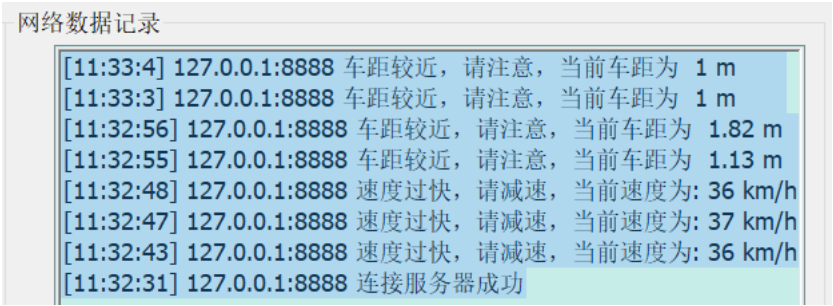 网络数据记录
[11:33:4] 127.0.0.1:8888 车距较近，请注意，当前车距为 1 m
[11:33:3] 127.0.0.1:8888 车距较近，请注意，当前车距为 1 m
[11:32:56] 127.0.0.1:8888 车距较近，请注意，当前车距为 1.82 m
[11:32:55] 127.0.0.1:8888 车距较近，请注意，当前车距为 1.13 m
[11:32:48] 127.0.0.1:8888 速度过快，请减速，当前速度为: 36 km/h
[11:32:47] 127.0.0.1:8888 速度过快，请减速，当前速度为: 37 km/h
[11:32:43] 127.0.0.1:8888 速度过快，请减速，当前速度为: 36 km/h
[11:32:31] 127.0.0.1:8888 连接服务器成功